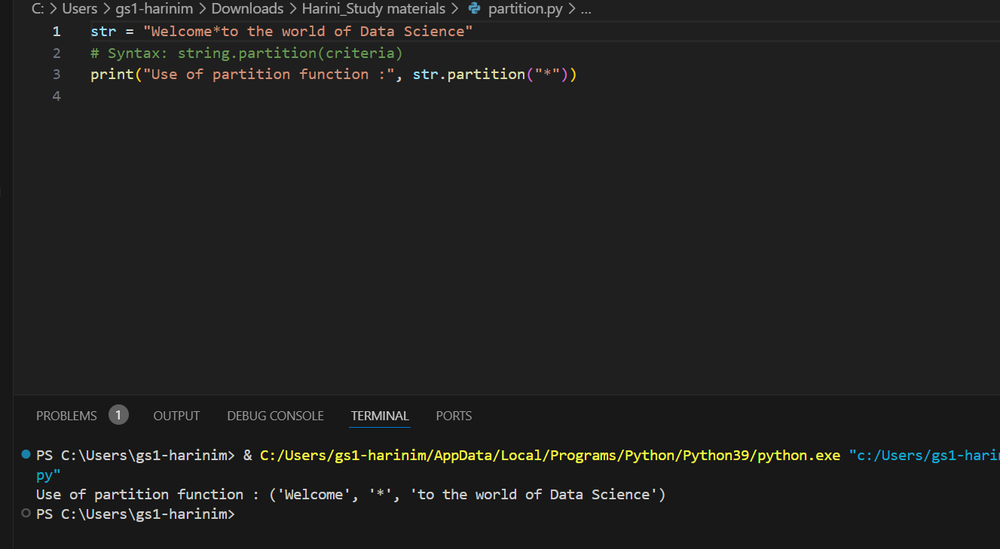 C: > Users > gs1-harinim > Downloads > Harini_Study materials > partition.py > ...
1 str = "Welcome*to the world of Data Science"
2 # Syntax: string.partition(criteria)
3 print("Use of partition function :", str.partition("*"))
4
PROBLEMS 1 OUTPUT DEBUG CONSOLE TERMINAL PORTS
PS C:\Users\gs1-harinim> & C:/Users/gs1-harinim/AppData/Local/Programs/Python/Python39/python.exe "c:/Users/gs1-hari
py"
Use of partition function : ('Welcome', '*', 'to the world of Data Science')
PS C:\Users\gs1-harinim>